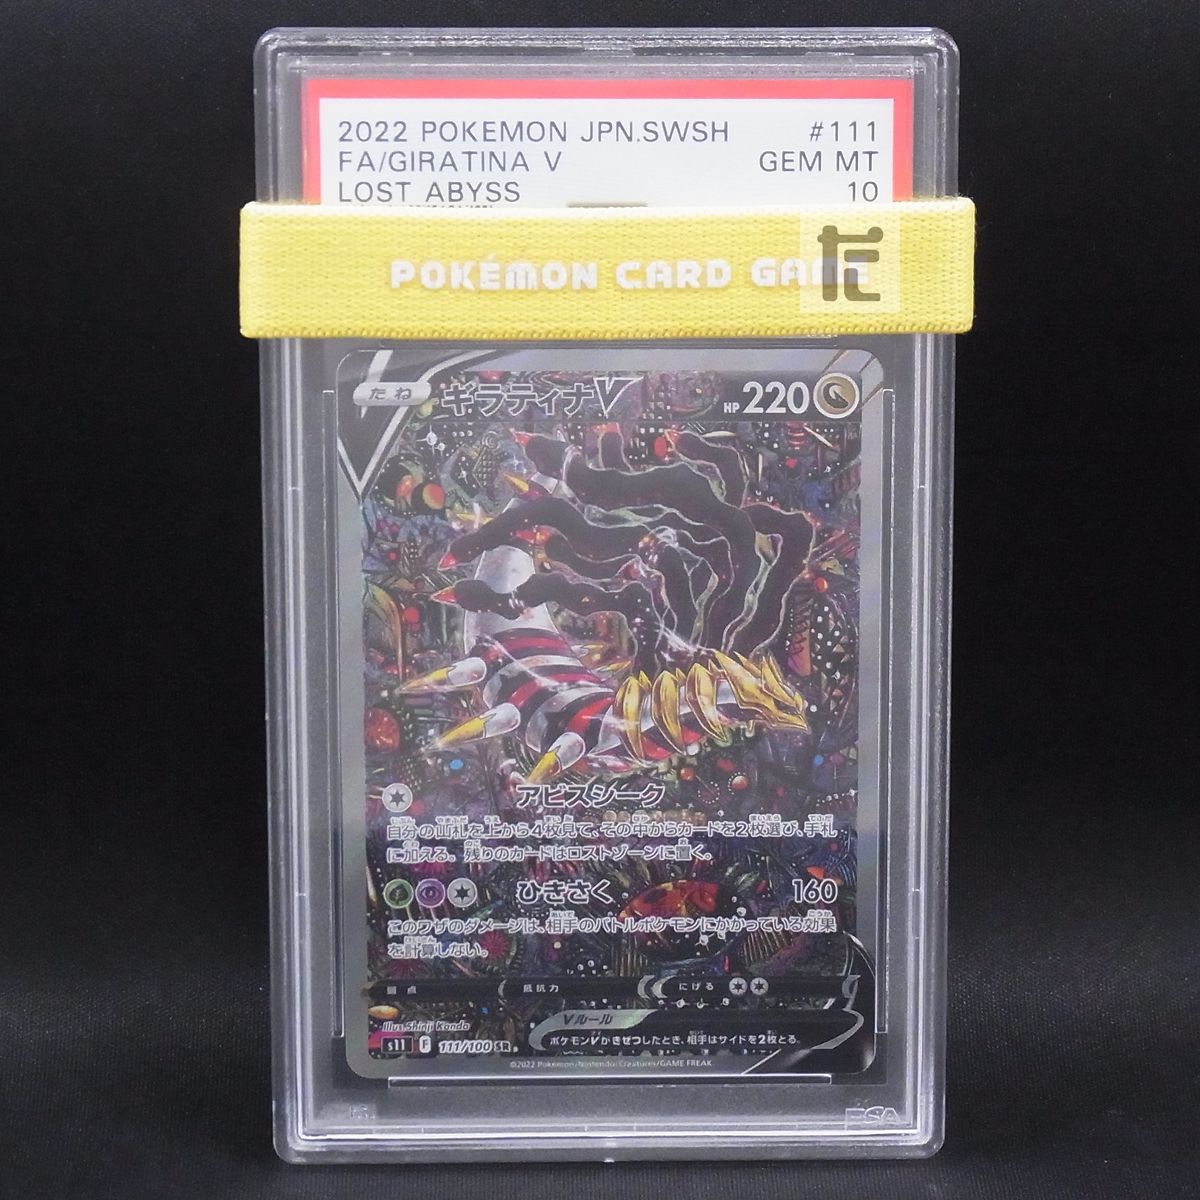 2022 POKEMON JPN.SWSH #111
FA/GIRATINA V GEM MT
LOST ABYSS 10
POKÉMON CARD GAME
たね ギラティナV HP 220
アビスシーク
自分の山札を上から4枚見て、その中からカードを2枚選び、手札
に加える。残りのカードはロストゾーンに置く。
ひきさく 160
このワザのダメージは、相手のバトルポケモンにかかっている効果
を計算しない。
弱点 抵抗力 にげる
Vルール
ポケモンVがきぜつしたとき、相手はサイドを2枚とる。
Illus. Shinji Kanda
s11 F 111/100 SR
©2022 Pokémon/Nintendo/Creatures/GAME FREAK
PSA